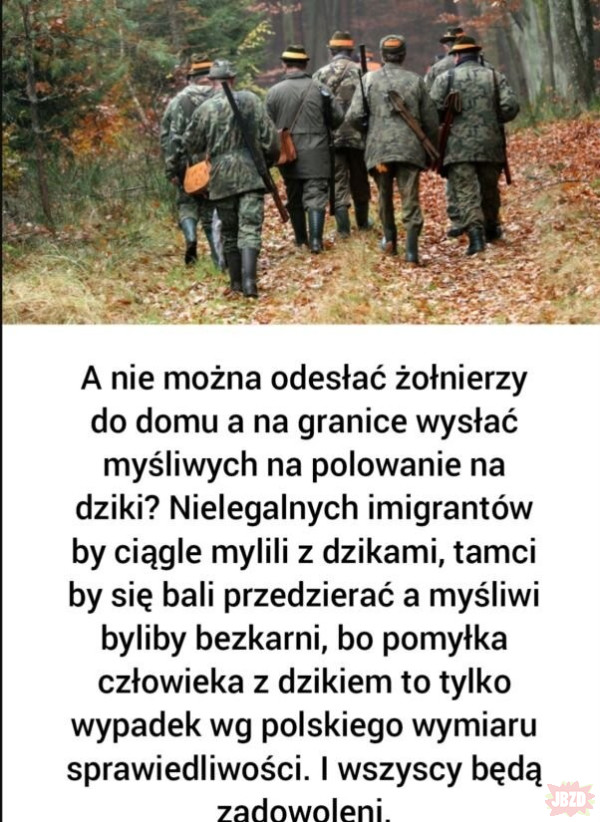 A nie można odesłać żołnierzy
do domu a na granice wysłać
myśliwych na polowanie na
dziki? Nielegalnych imigrantów
by ciągle mylili z dzikami, tamci
by się bali przedzierać a myśliwi
byliby bezkarni, bo pomyłka
człowieka z dzikiem to tylko
wypadek wg polskiego wymiaru
sprawiedliwości. I wszyscy będą
zadowoleni.
JBZD